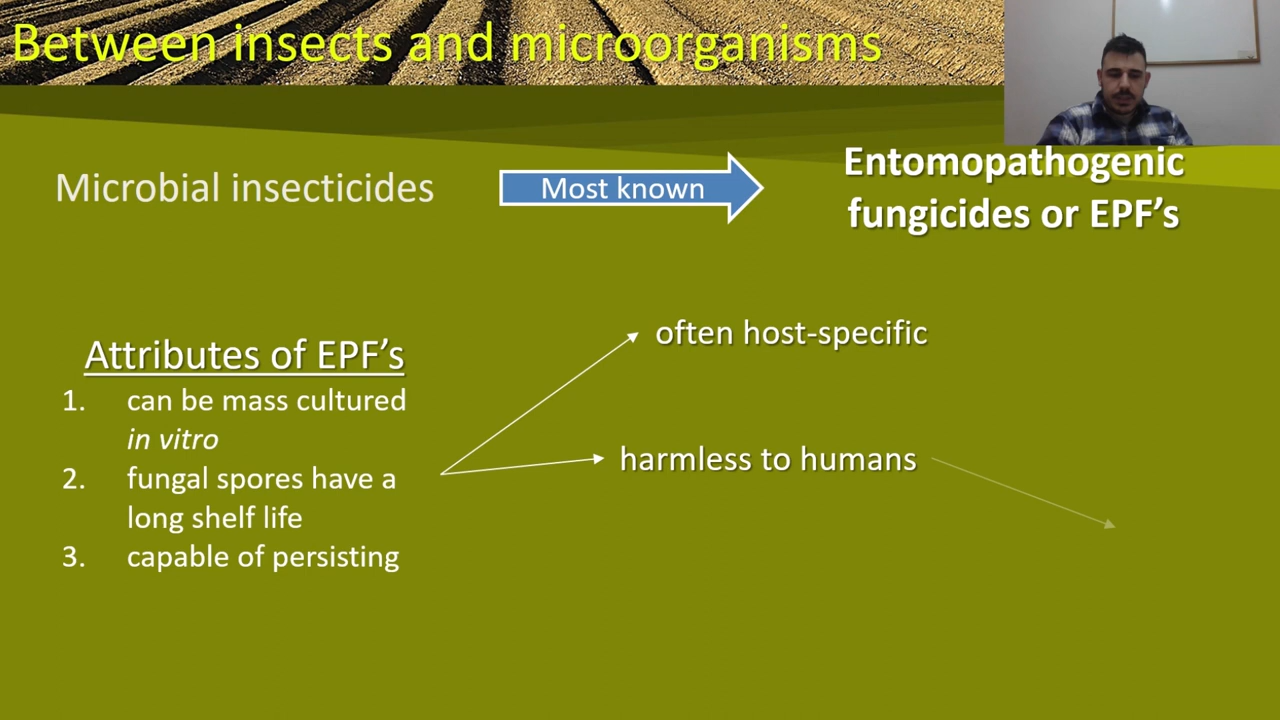 Between insects and microorganisms
Microbial insecticides
Most known
Entomopathogenic
fungicides or EPF’s
Attributes of EPF’s
1. can be mass cultured
in vitro
2. fungal spores have a
long shelf life
3. capable of persisting
often host-specific
harmless to humans